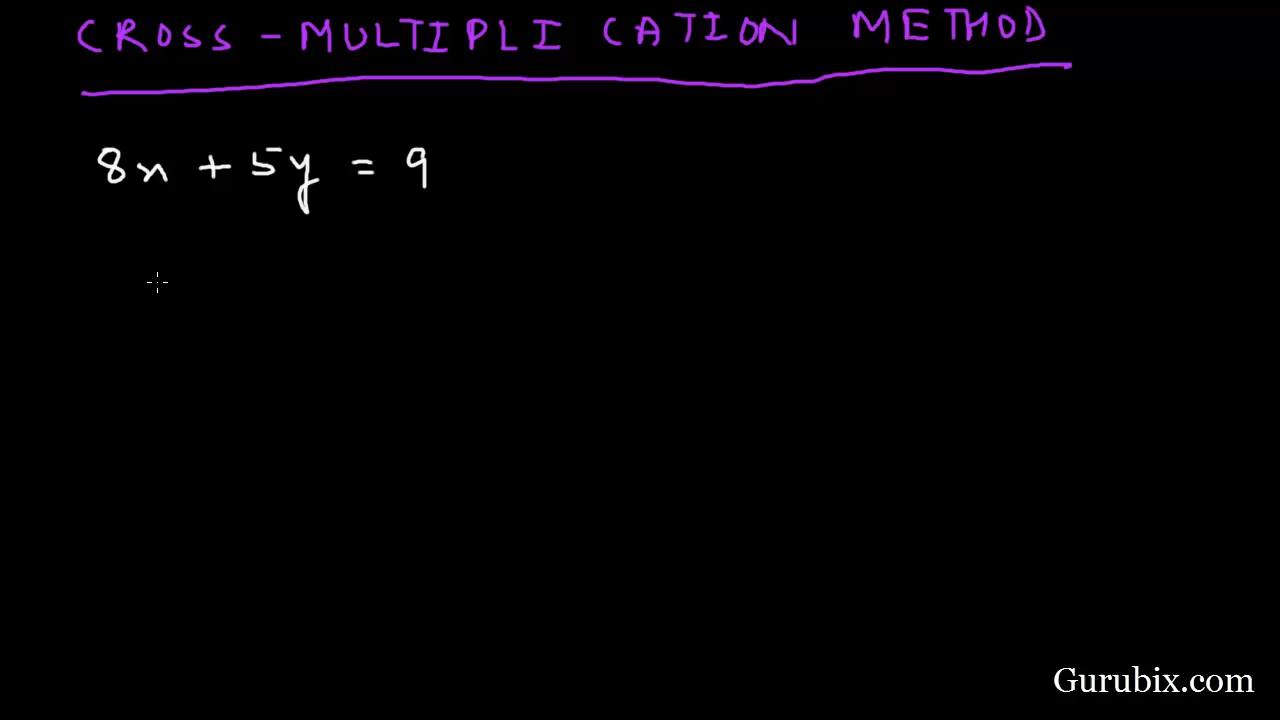 CROSS - MULTIPLICATION METHOD
8x + 5y = 9
Gurubix.com